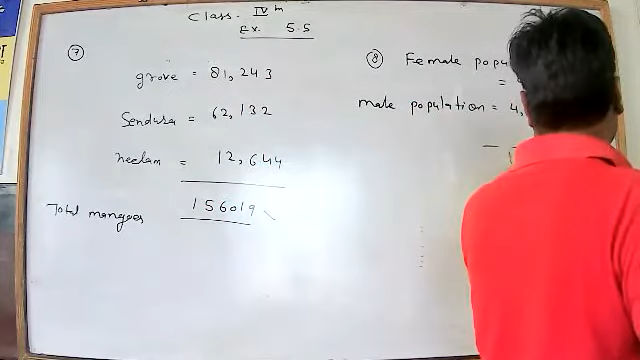 Class. IV th
Ex. 5.5
7
grove = 81,243
Sendura = 62,132
neelam = 12,644
Total mangoes 156019
8 Female popu
=
male population = 4,